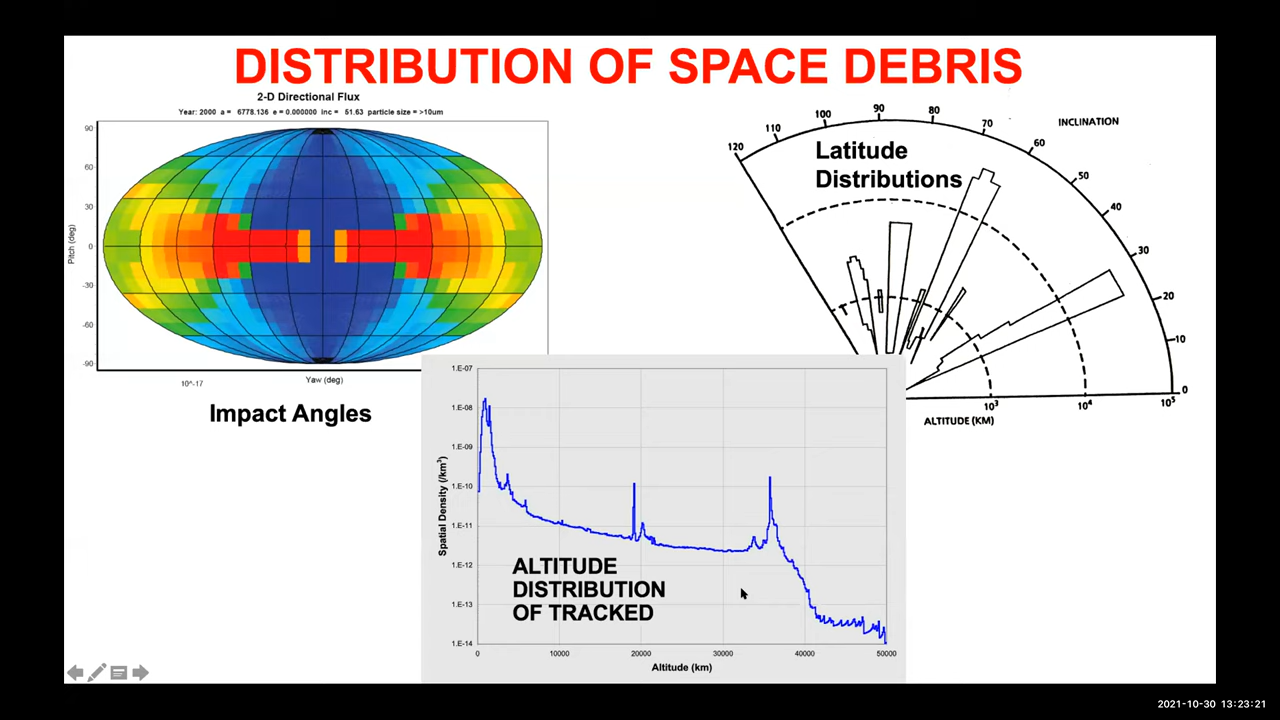 DISTRIBUTION OF SPACE DEBRIS
2-D Directional Flux
Year: 2000 a = 6778.136 e = 0.000000 inc = 51.63 particle size = >10um
90
60
30
0
-30
-60
-90
Pitch (deg)
10^-17
Yaw (deg)
Impact Angles
120
110
100
90
80
70
60
50
40
30
20
10
0
INCLINATION
Latitude
Distributions
10³
10⁴
10⁵
ALTITUDE (KM)
1.E-07
1.E-08
1.E-09
1.E-10
1.E-11
1.E-12
1.E-13
1.E-14
Spatial Density (/km³)
ALTITUDE
DISTRIBUTION
OF TRACKED
0
10000
20000
30000
40000
50000
Altitude (km)
2021-10-30 13:23:21